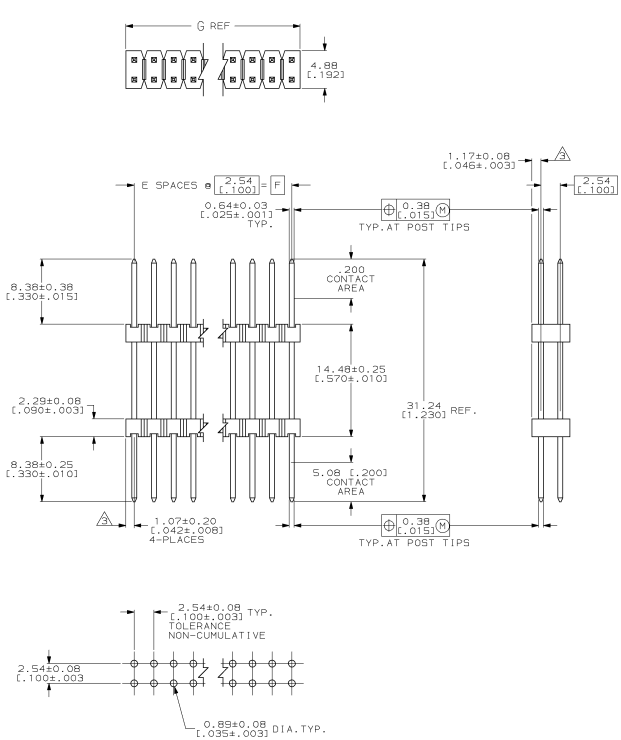 G REF
4.88
[.192]
1.17±0.08
[.046±.003]
3
2.54
[.100]
E SPACES @ 2.54 = F
[.100]
0.64±0.03
[.025±.001]
TYP.
0.38
[.015] M
TYP.AT POST TIPS
8.38±0.38
[.330±.015]
.200
CONTACT
AREA
14.48±0.25
[.570±.010]
2.29±0.08
[.090±.003]
31.24
[1.230] REF.
8.38±0.25
[.330±.010]
5.08 [.200]
CONTACT
AREA
3
1.07±0.20
[.042±.008]
4-PLACES
0.38
[.015] M
TYP.AT POST TIPS
2.54±0.08
[.100±.003] TYP.
TOLERANCE
NON-CUMULATIVE
2.54±0.08
[.100±.003
0.89±0.08
[.035±.003] DIA.TYP.